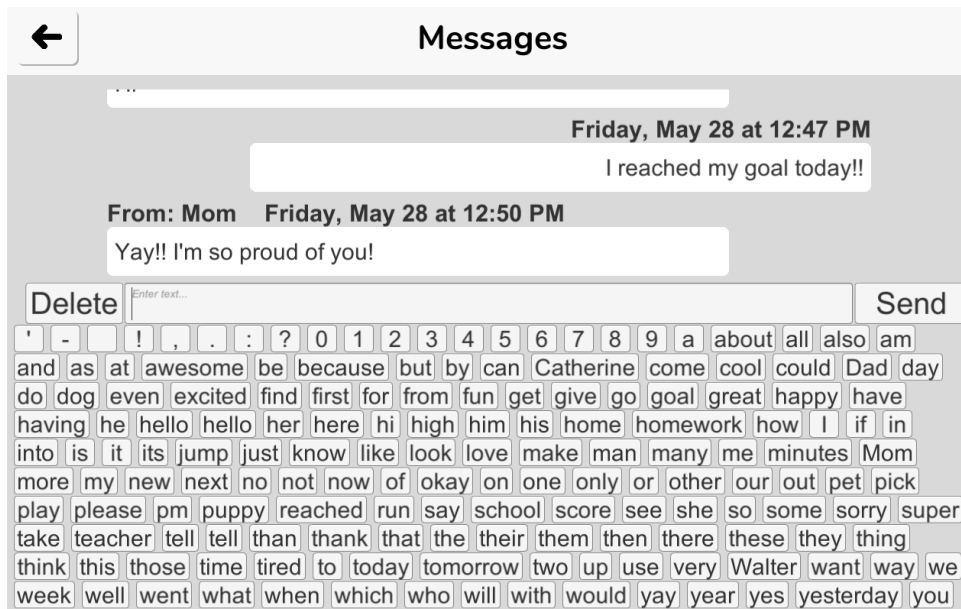 Messages
Friday, May 28 at 12:47 PM
I reached my goal today!!
From: Mom Friday, May 28 at 12:50 PM
Yay!! I'm so proud of you!
Delete Enter text... Send
' - ! , . : ? 0 1 2 3 4 5 6 7 8 9 a about all also am
and as at awesome be because but by can Catherine come cool could Dad day
do dog even excited find first for from fun get give go goal great happy have
having he hello hello her here hi high him his home homework how I if in
into is it its jump just know like look love make man many me minutes Mom
more my new next no not now of okay on one only or other our out pet pick
play please pm puppy reached run say school score see she so some sorry super
take teacher tell tell than thank that the their them then there these they thing
think this those time tired to today tomorrow two up use very Walter want way we
week well went what when which who will with would yay year yes yesterday you